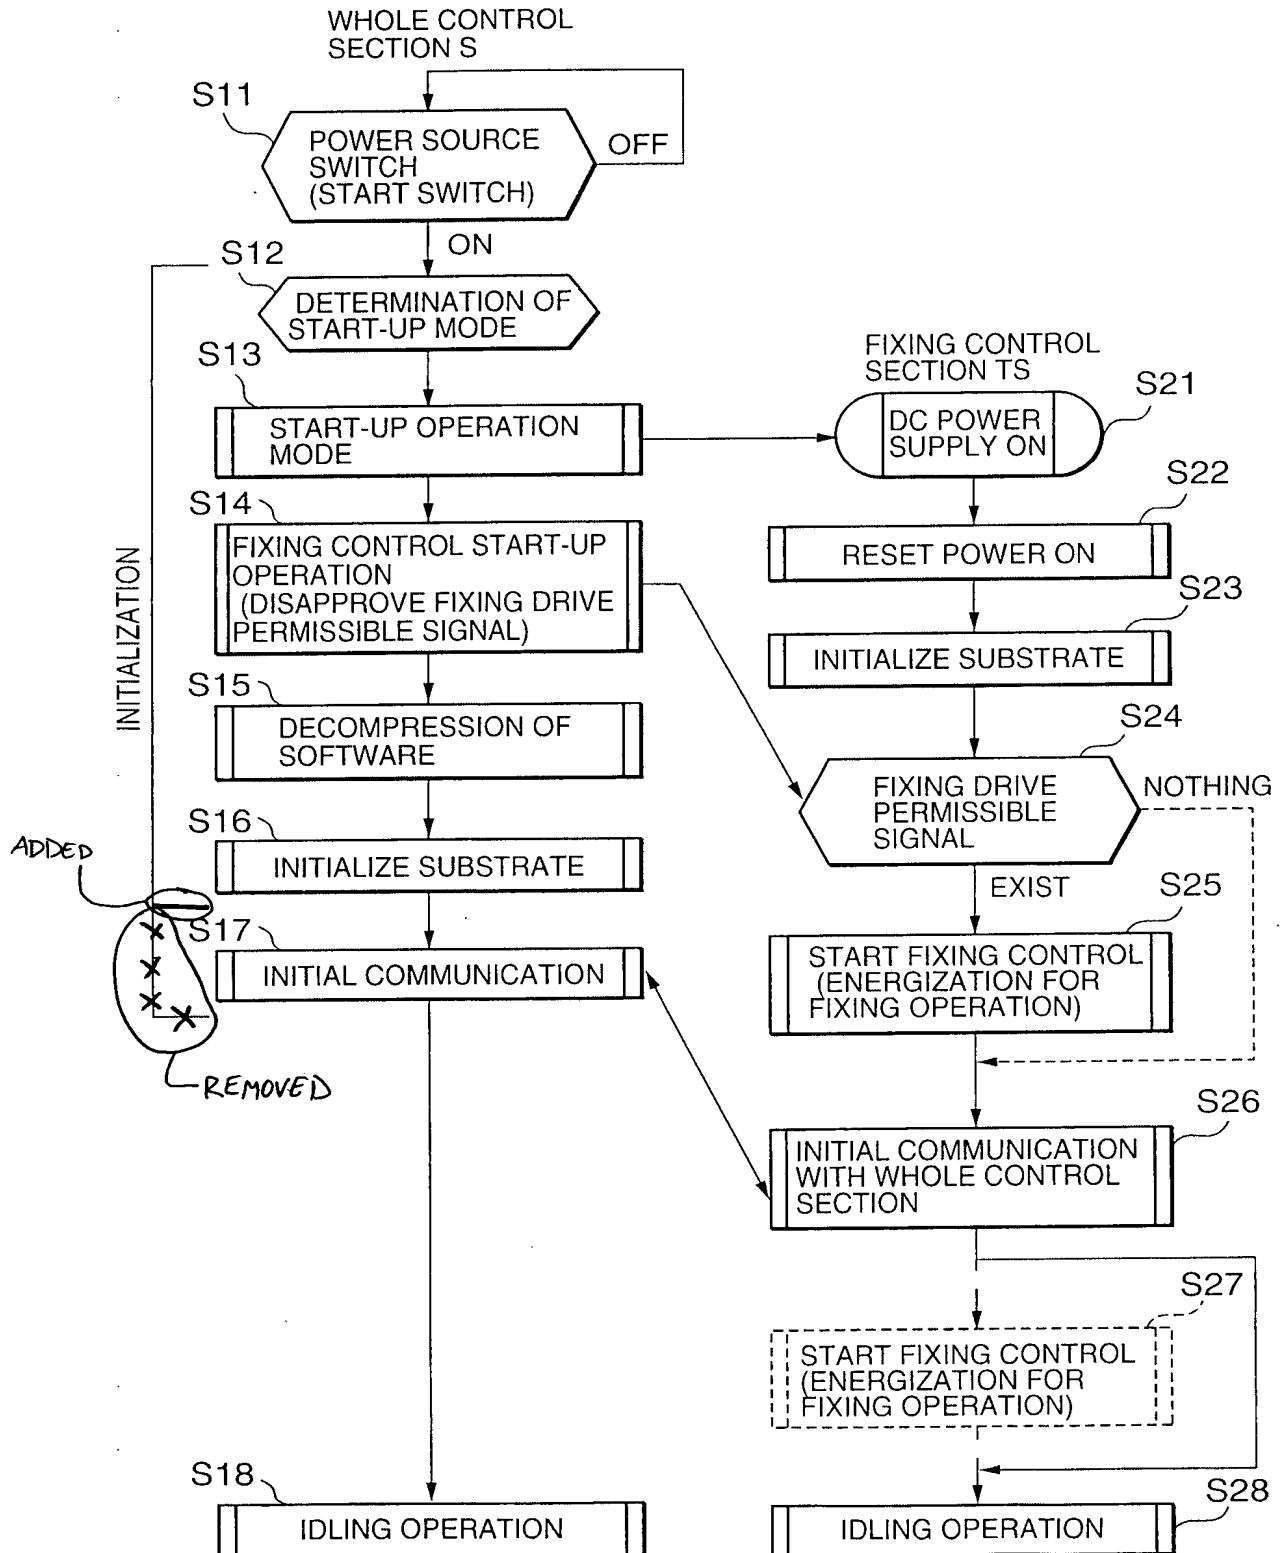 WHOLE CONTROL
SECTION S
S11
POWER SOURCE
SWITCH
(START SWITCH)
OFF
ON
S12
DETERMINATION OF
START-UP MODE
S13
START-UP OPERATION
MODE
S14
FIXING CONTROL START-UP
OPERATION
(DISAPPROVE FIXING DRIVE
PERMISSIBLE SIGNAL)
INITIALIZATION
S15
DECOMPRESSION OF
SOFTWARE
S16
INITIALIZE SUBSTRATE
ADDED
S17
INITIAL COMMUNICATION
REMOVED
S18
IDLING OPERATION
FIXING CONTROL
SECTION TS
S21
DC POWER
SUPPLY ON
S22
RESET POWER ON
S23
INITIALIZE SUBSTRATE
S24
FIXING DRIVE
PERMISSIBLE
SIGNAL
NOTHING
EXIST
S25
START FIXING CONTROL
(ENERGIZATION FOR
FIXING OPERATION)
S26
INITIAL COMMUNICATION
WITH WHOLE CONTROL
SECTION
S27
START FIXING CONTROL
(ENERGIZATION FOR
FIXING OPERATION)
S28
IDLING OPERATION